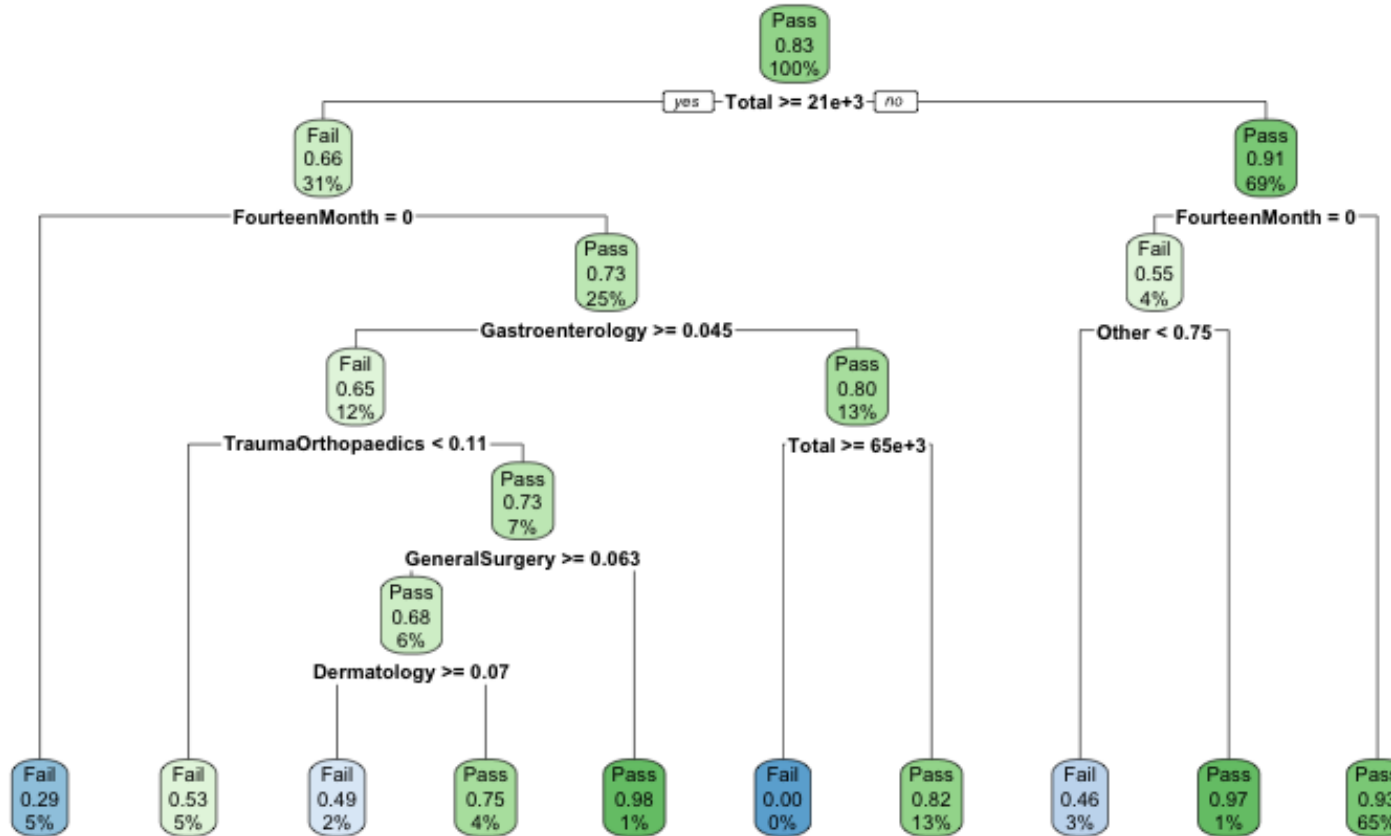 Pass
0.83
100%
yes Total >= 21e+3 no
Fail
0.66
31%
Pass
0.91
69%
FourteenMonth = 0
FourteenMonth = 0
Pass
0.73
25%
Fail
0.55
4%
Gastroenterology >= 0.045
Other < 0.75
Fail
0.65
12%
Pass
0.80
13%
TraumaOrthopaedics < 0.11
Total >= 65e+3
Pass
0.73
7%
GeneralSurgery >= 0.063
Pass
0.68
6%
Dermatology >= 0.07
Fail
0.29
5%
Fail
0.53
5%
Fail
0.49
2%
Pass
0.75
4%
Pass
0.98
1%
Fail
0.00
0%
Pass
0.82
13%
Fail
0.46
3%
Pass
0.97
1%
Pass
0.93
65%